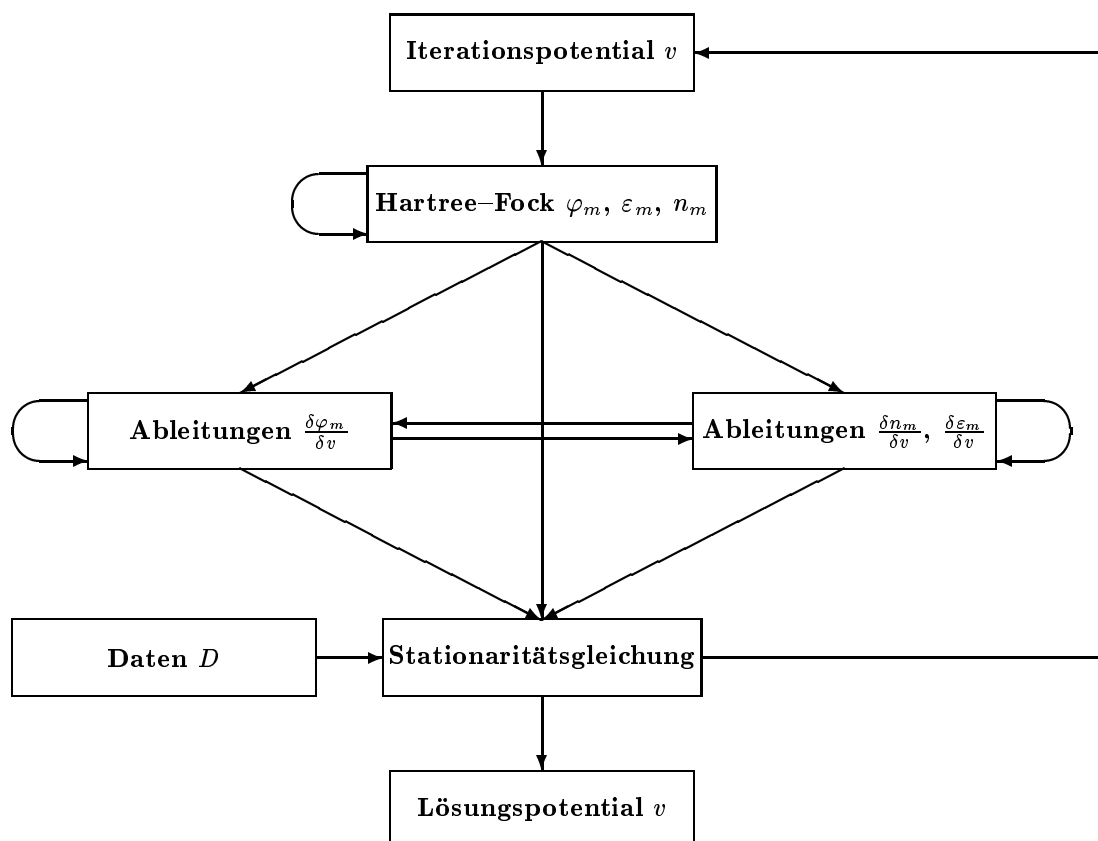 Iterationspotential v
Hartree–Fock φ_m, ε_m, n_m
Ableitungen δφ_m/δv
Ableitungen δn_m/δv, δε_m/δv
Daten D
Stationaritätsgleichung
Lösungspotential v